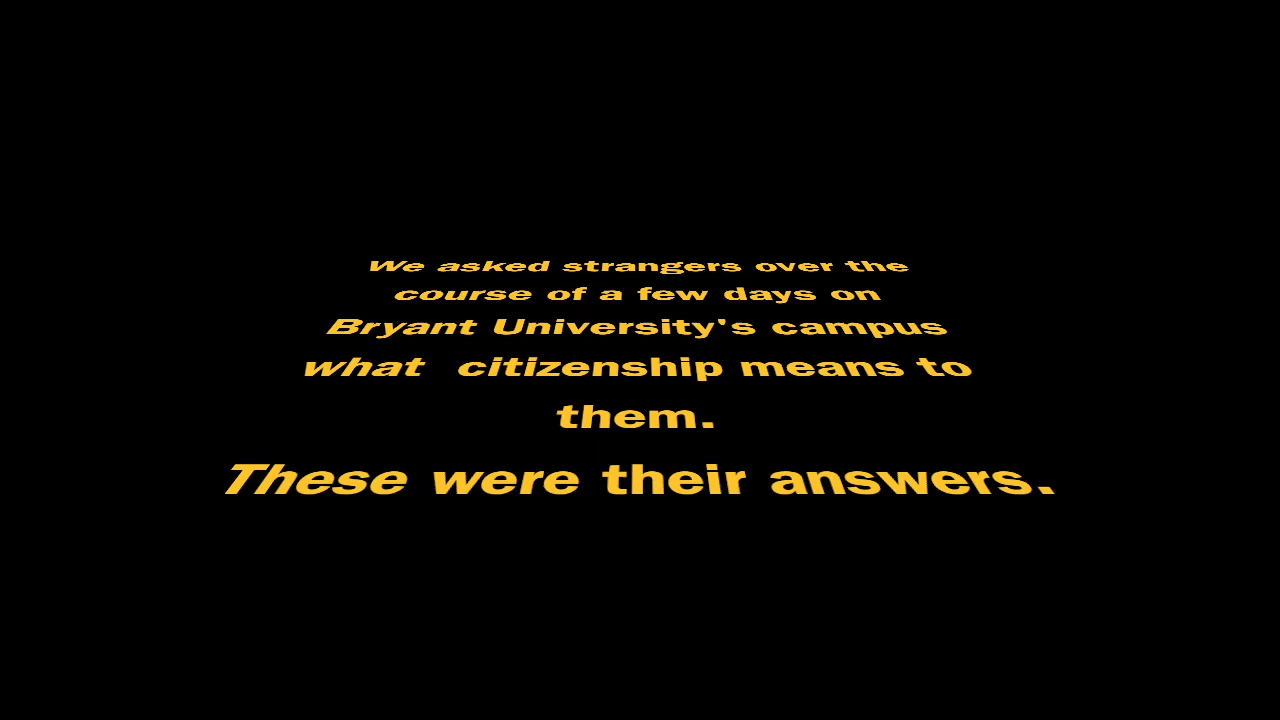 We asked strangers over the
course of a few days on
Bryant University's campus
what  citizenship means to
them.
These were their answers.